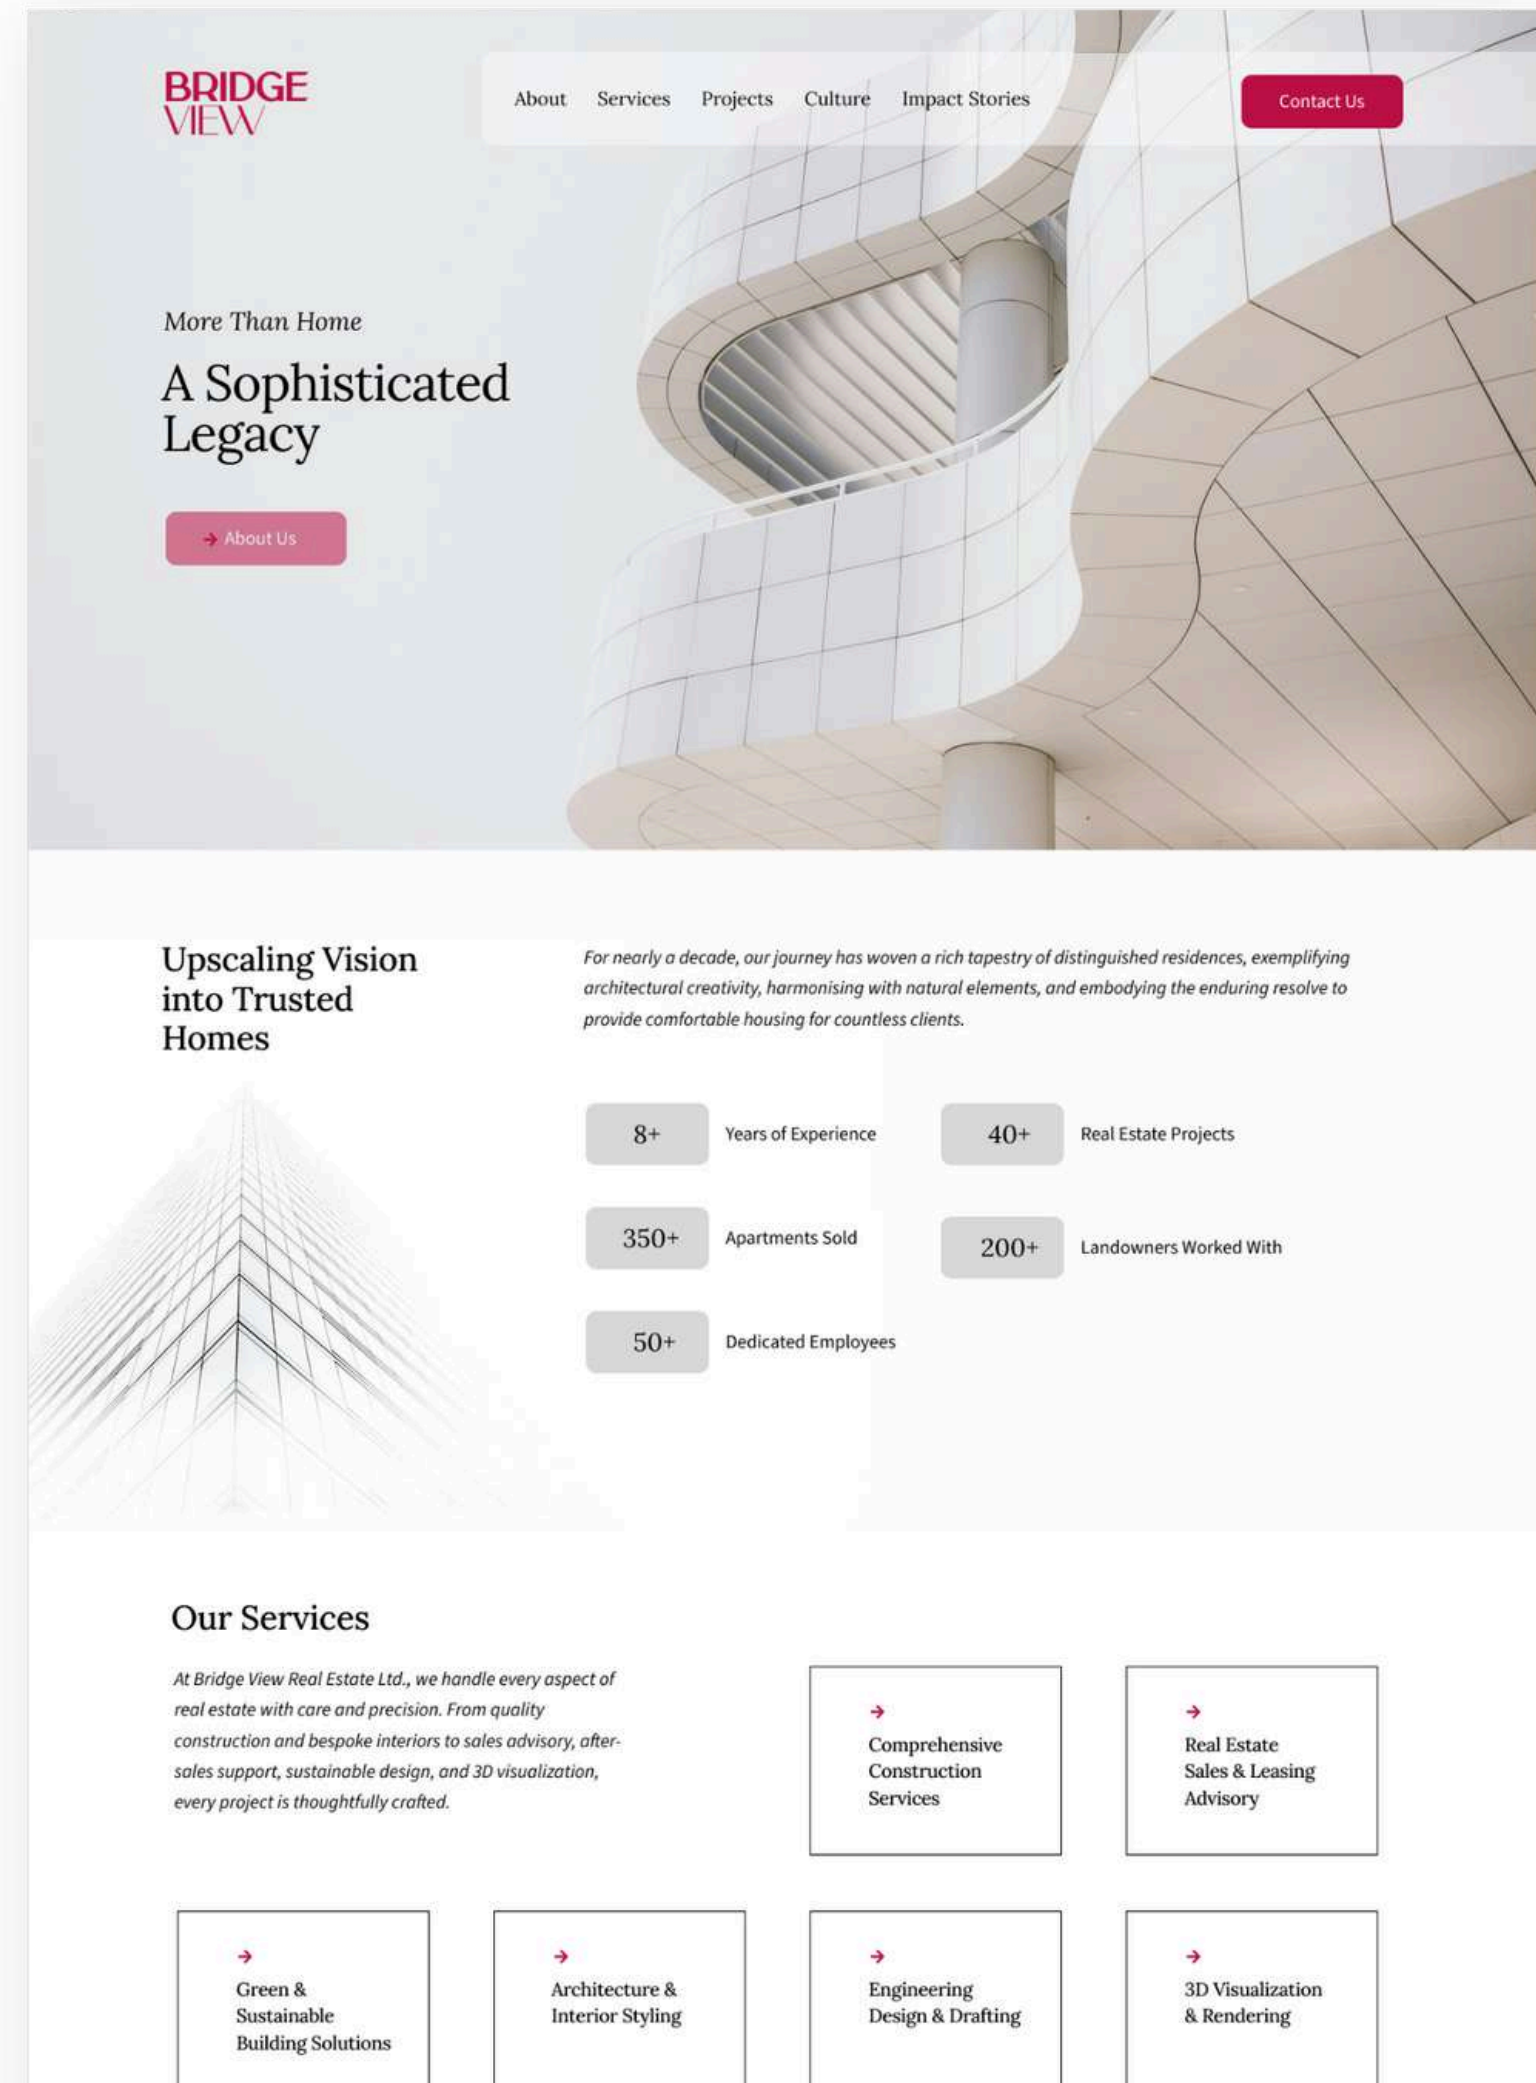 BRIDGE
VIEW
About Services Projects Culture Impact Stories
Contact Us
More Than Home
A Sophisticated
Legacy
→ About Us
Upscaling Vision
into Trusted
Homes
For nearly a decade, our journey has woven a rich tapestry of distinguished residences, exemplifying
architectural creativity, harmonising with natural elements, and embodying the enduring resolve to
provide comfortable housing for countless clients.
8+ Years of Experience
40+ Real Estate Projects
350+ Apartments Sold
200+ Landowners Worked With
50+ Dedicated Employees
Our Services
At Bridge View Real Estate Ltd., we handle every aspect of
real estate with care and precision. From quality
construction and bespoke interiors to sales advisory, after-
sales support, sustainable design, and 3D visualization,
every project is thoughtfully crafted.
→
Comprehensive
Construction
Services
→
Real Estate
Sales & Leasing
Advisory
→
Green &
Sustainable
Building Solutions
→
Architecture &
Interior Styling
→
Engineering
Design & Drafting
→
3D Visualization
& Rendering